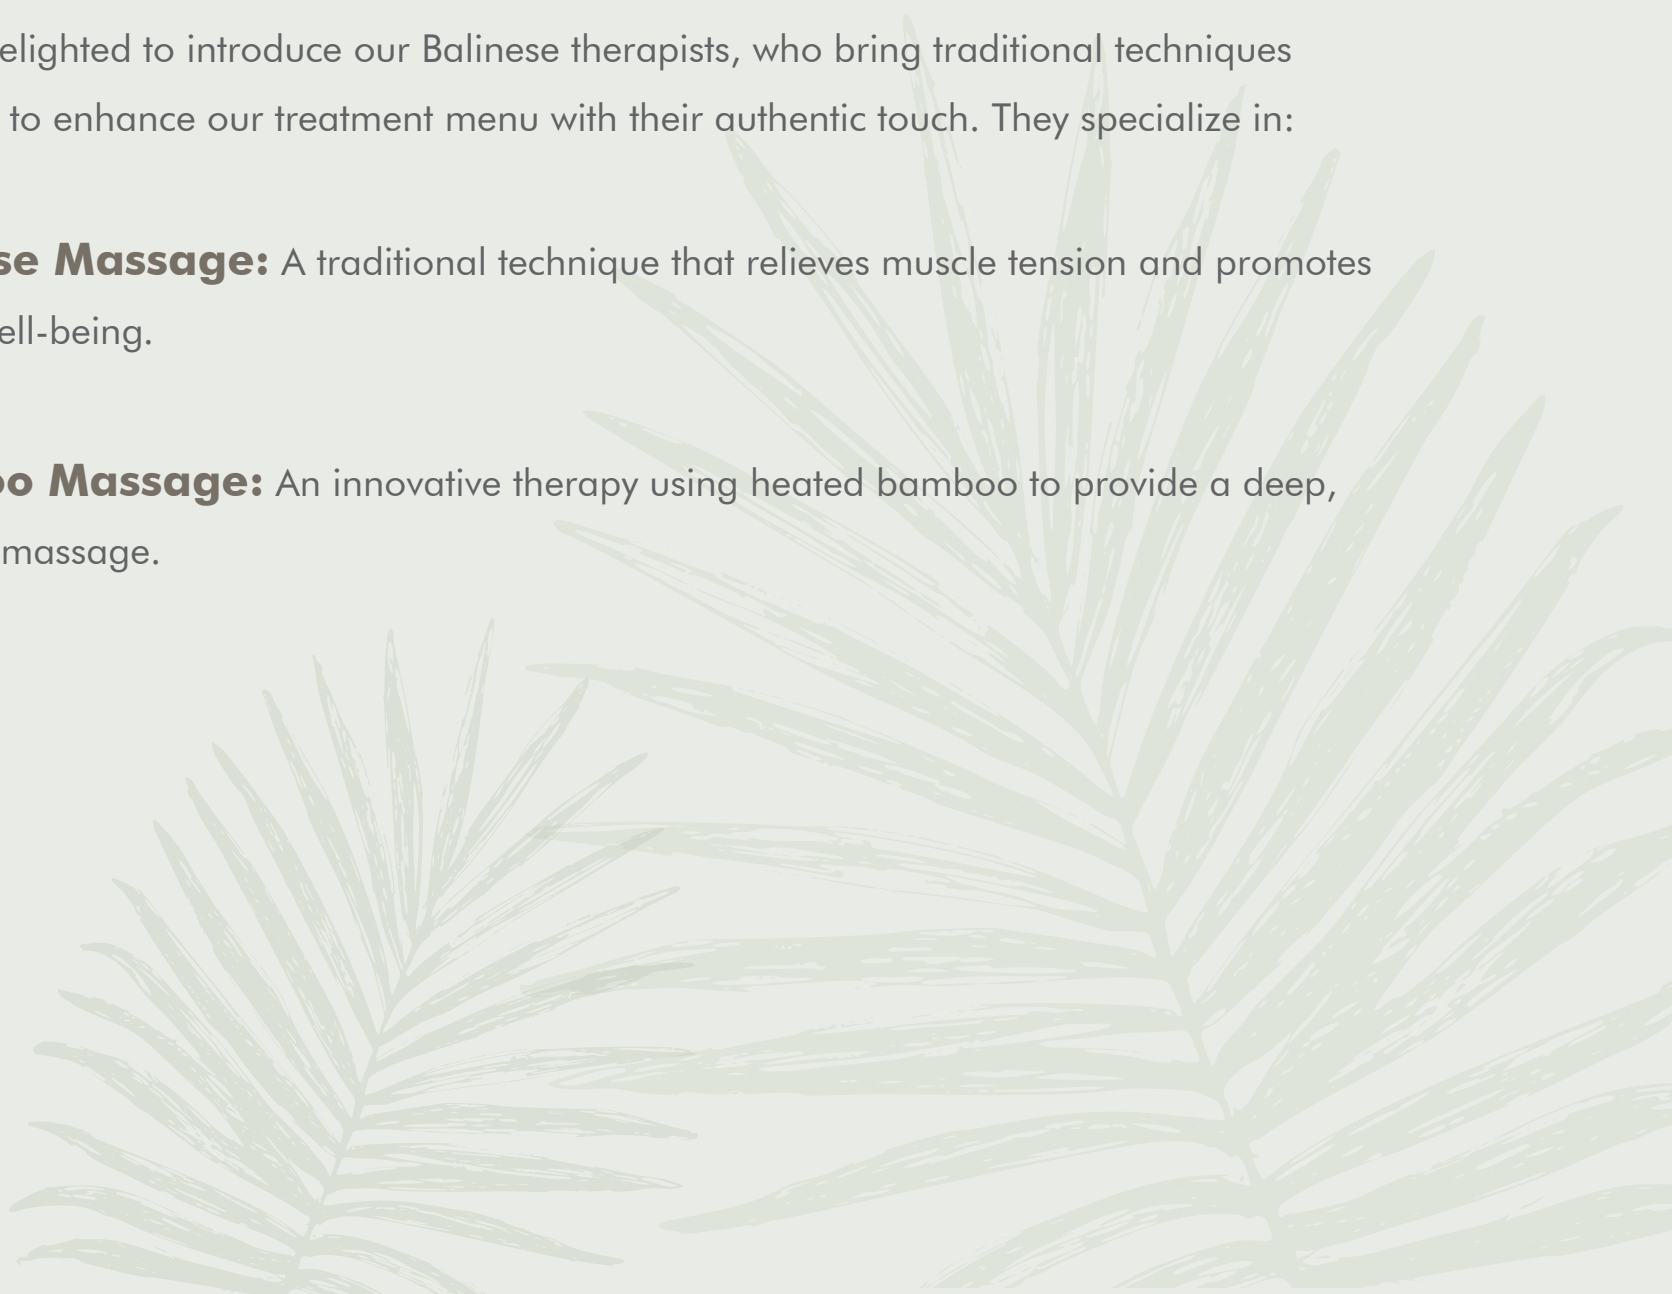 elighted to introduce our Balinese therapists, who bring traditional techniques
to enhance our treatment menu with their authentic touch. They specialize in:
se Massage: A traditional technique that relieves muscle tension and promotes
ell-being.
oo Massage: An innovative therapy using heated bamboo to provide a deep,
massage.